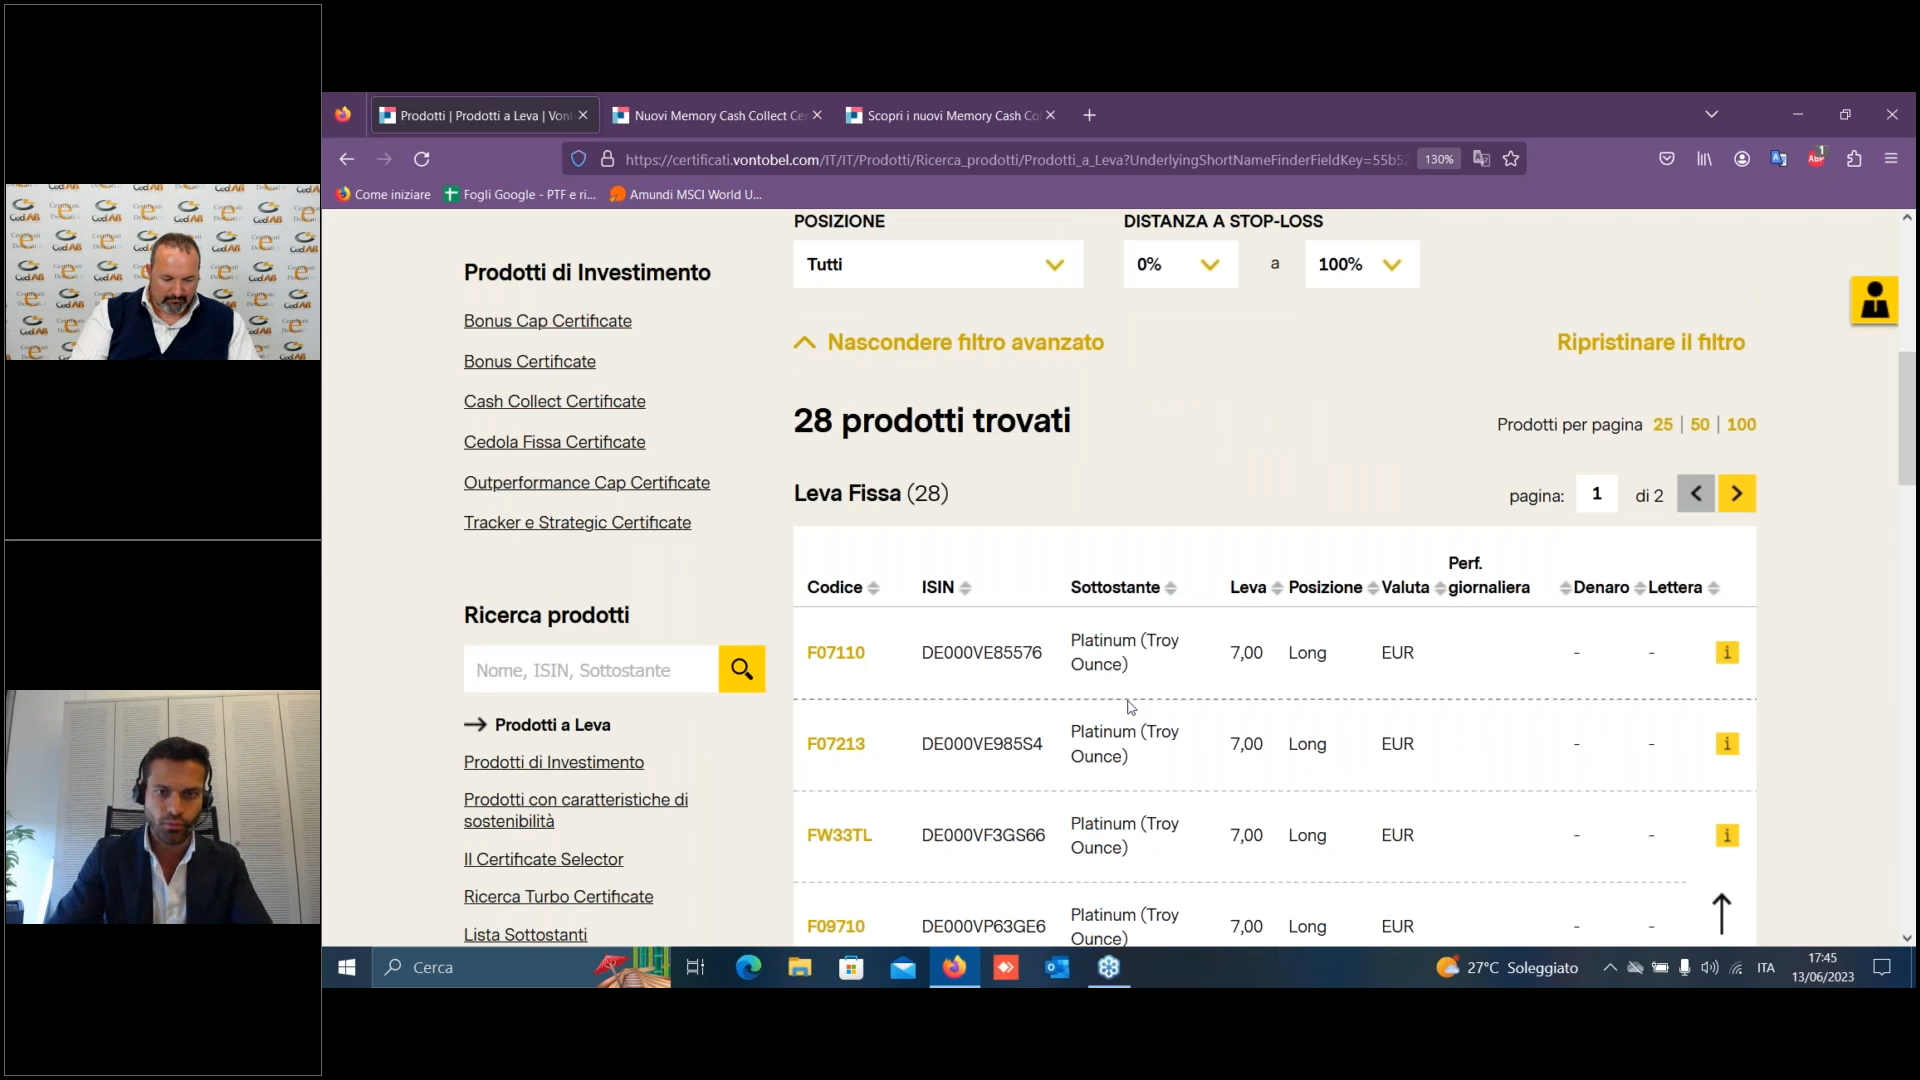 Prodotti | Prodotti a Leva | Vont
Nuovi Memory Cash Collect Ce
Scopri i nuovi Memory Cash Co
https://certificati.vontobel.com/IT/IT/Prodotti/Ricerca_prodotti/Prodotti_a_Leva?UnderlyingShortNameFinderFieldKey=55b52
130%
ABP
1
Come iniziare
Fogli Google - PTF e ri...
Amundi MSCI World U...
Prodotti di Investimento
Bonus Cap Certificate
Bonus Certificate
Cash Collect Certificate
Cedola Fissa Certificate
Outperformance Cap Certificate
Tracker e Strategic Certificate
Ricerca prodotti
Nome, ISIN, Sottostante
Prodotti a Leva
Prodotti di Investimento
Prodotti con caratteristiche di
sostenibilità
Il Certificate Selector
Ricerca Turbo Certificate
Lista Sottostanti
POSIZIONE
DISTANZA A STOP-LOSS
Tutti
0%
a
100%
Nascondere filtro avanzato
Ripristinare il filtro
28 prodotti trovati
Prodotti per pagina 25 | 50 | 100
Leva Fissa (28)
pagina: 1 di 2
Codice ISIN Sottostante Leva Posizione Valuta Perf. giornaliera Denaro Lettera
F07110 DE000VE85576 Platinum (Troy Ounce) 7,00 Long EUR - - i
F07213 DE000VE985S4 Platinum (Troy Ounce) 7,00 Long EUR - - i
FW33TL DE000VF3GS66 Platinum (Troy Ounce) 7,00 Long EUR - - i
F09710 DE000VP63GE6 Platinum (Troy Ounce) 7,00 Long EUR - -
Cerca
27°C Soleggiato
ITA
17:45
13/06/2023